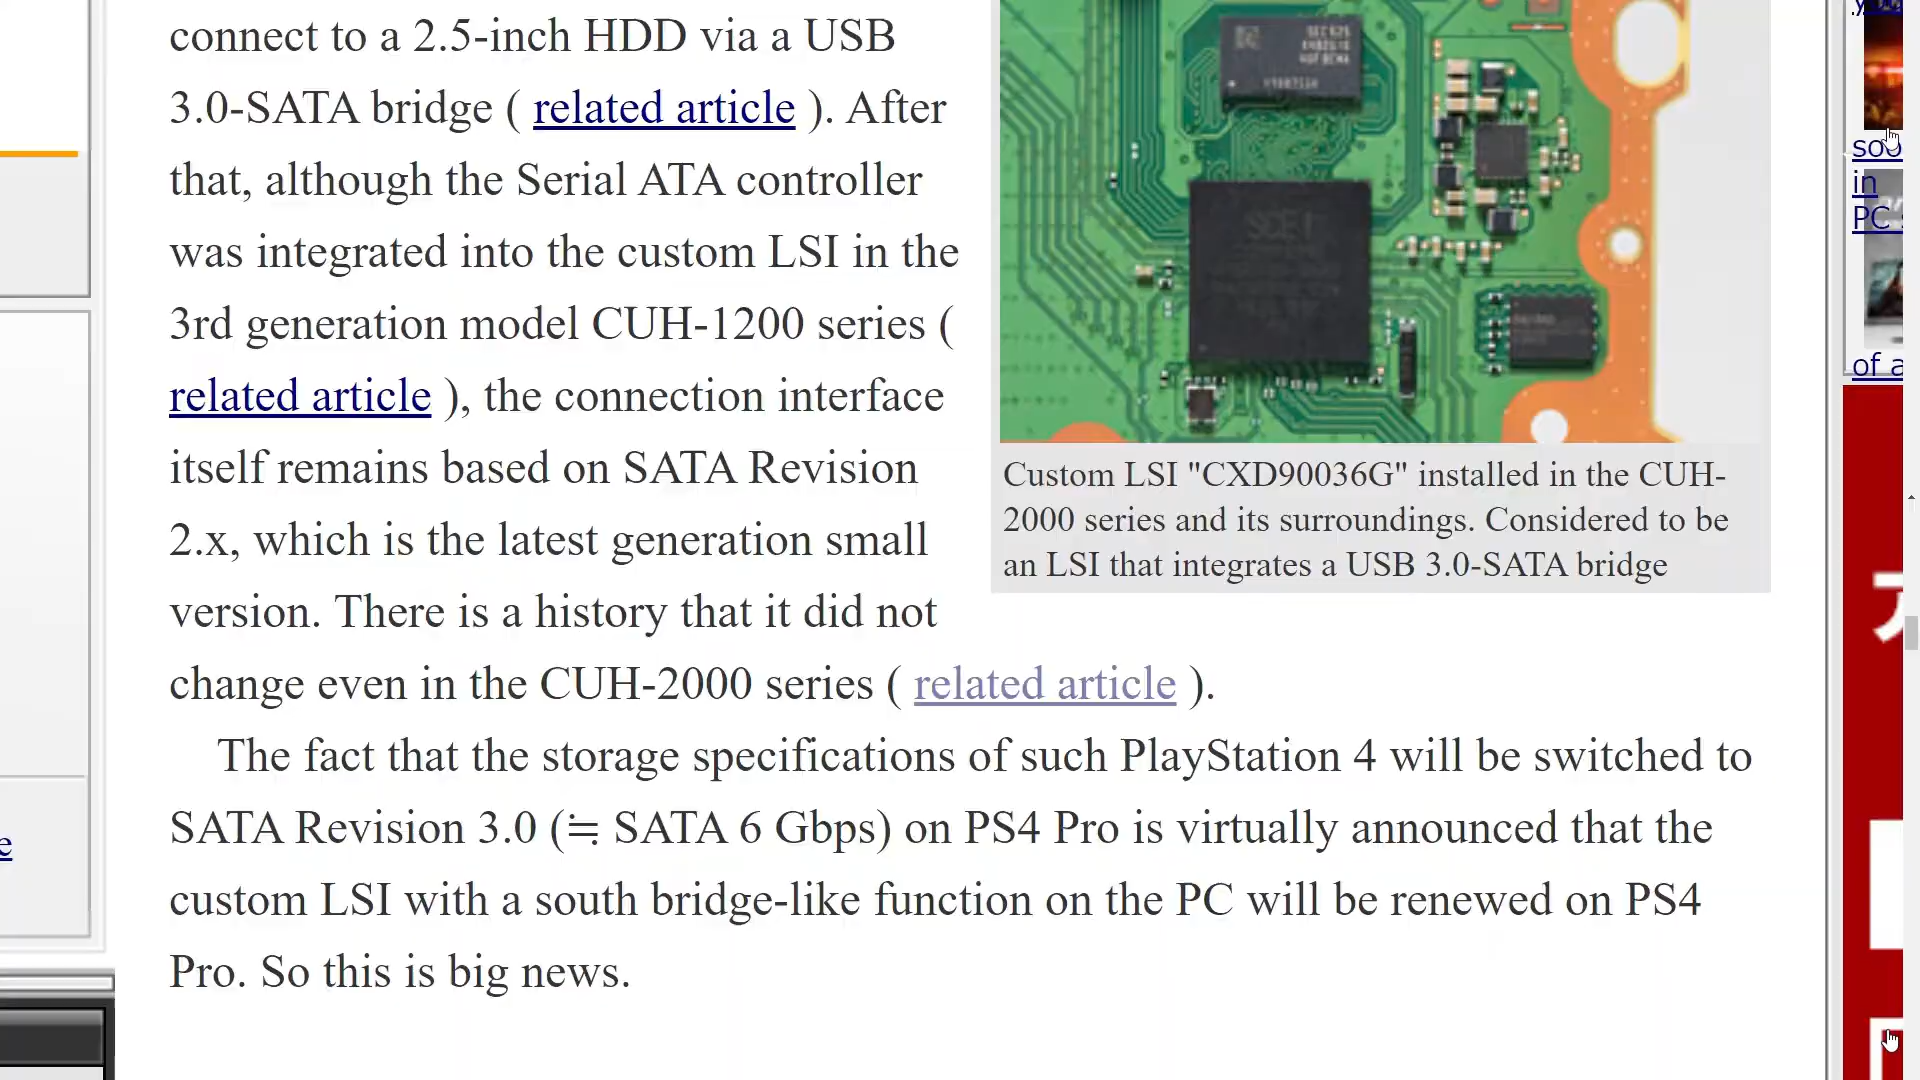 connect to a 2.5-inch HDD via a USB
3.0-SATA bridge ( related article ). After
that, although the Serial ATA controller
was integrated into the custom LSI in the
3rd generation model CUH-1200 series (
related article ), the connection interface
itself remains based on SATA Revision
2.x, which is the latest generation small
version. There is a history that it did not
change even in the CUH-2000 series ( related article ).
The fact that the storage specifications of such PlayStation 4 will be switched to
SATA Revision 3.0 (≒ SATA 6 Gbps) on PS4 Pro is virtually announced that the
custom LSI with a south bridge-like function on the PC will be renewed on PS4
Pro. So this is big news.
SCEI
Custom LSI "CXD90036G" installed in the CUH-
2000 series and its surroundings. Considered to be
an LSI that integrates a USB 3.0-SATA bridge
in
PC
of a
e